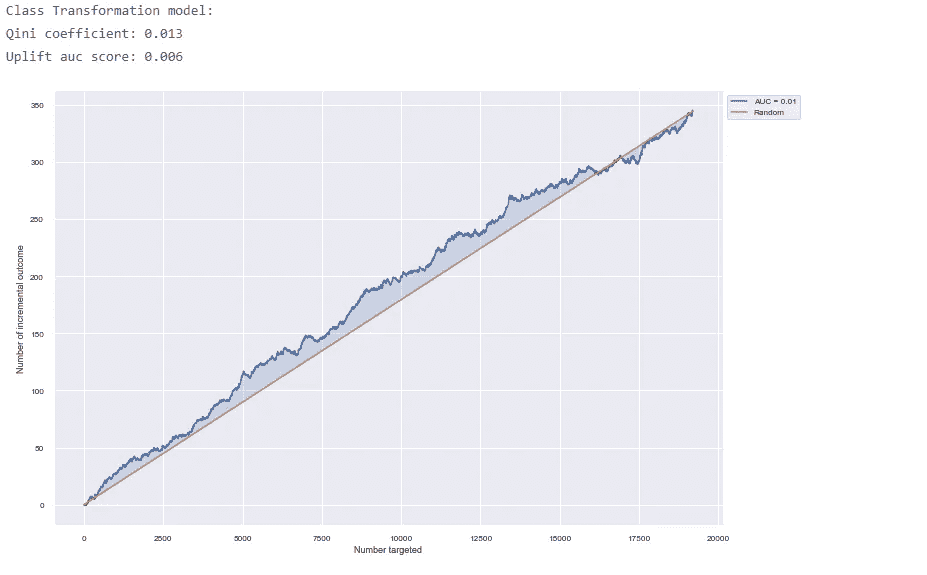 Class Transformation model:
Qini coefficient: 0.013
Uplift auc score: 0.006
AUC = 0.01
Random
350
300
250
200
150
100
50
0
Number of incremental outcome
0 2500 5000 7500 10000 12500 15000 17500 20000
Number targeted